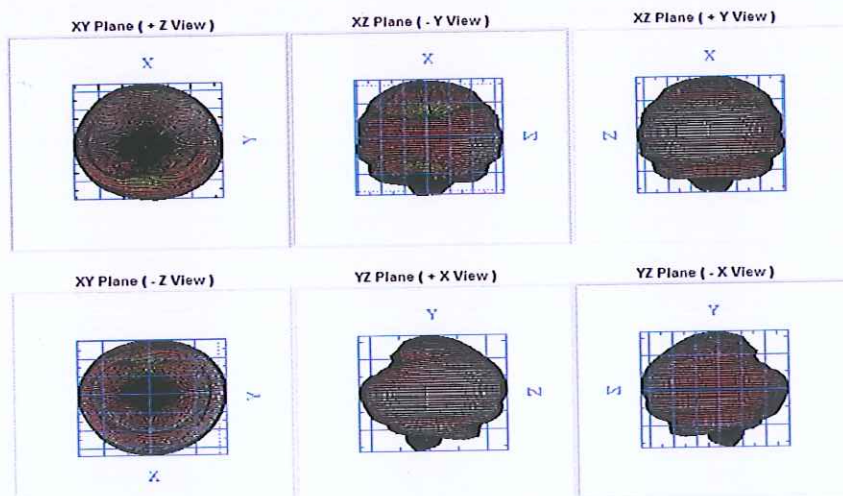 XY Plane ( + Z View )
XZ Plane ( - Y View )
XZ Plane ( + Y View )
X
X
X
Y
Z
Z
XY Plane ( - Z View )
YZ Plane ( + X View )
YZ Plane ( - X View )
Y
Y
Y
Z
Z
X